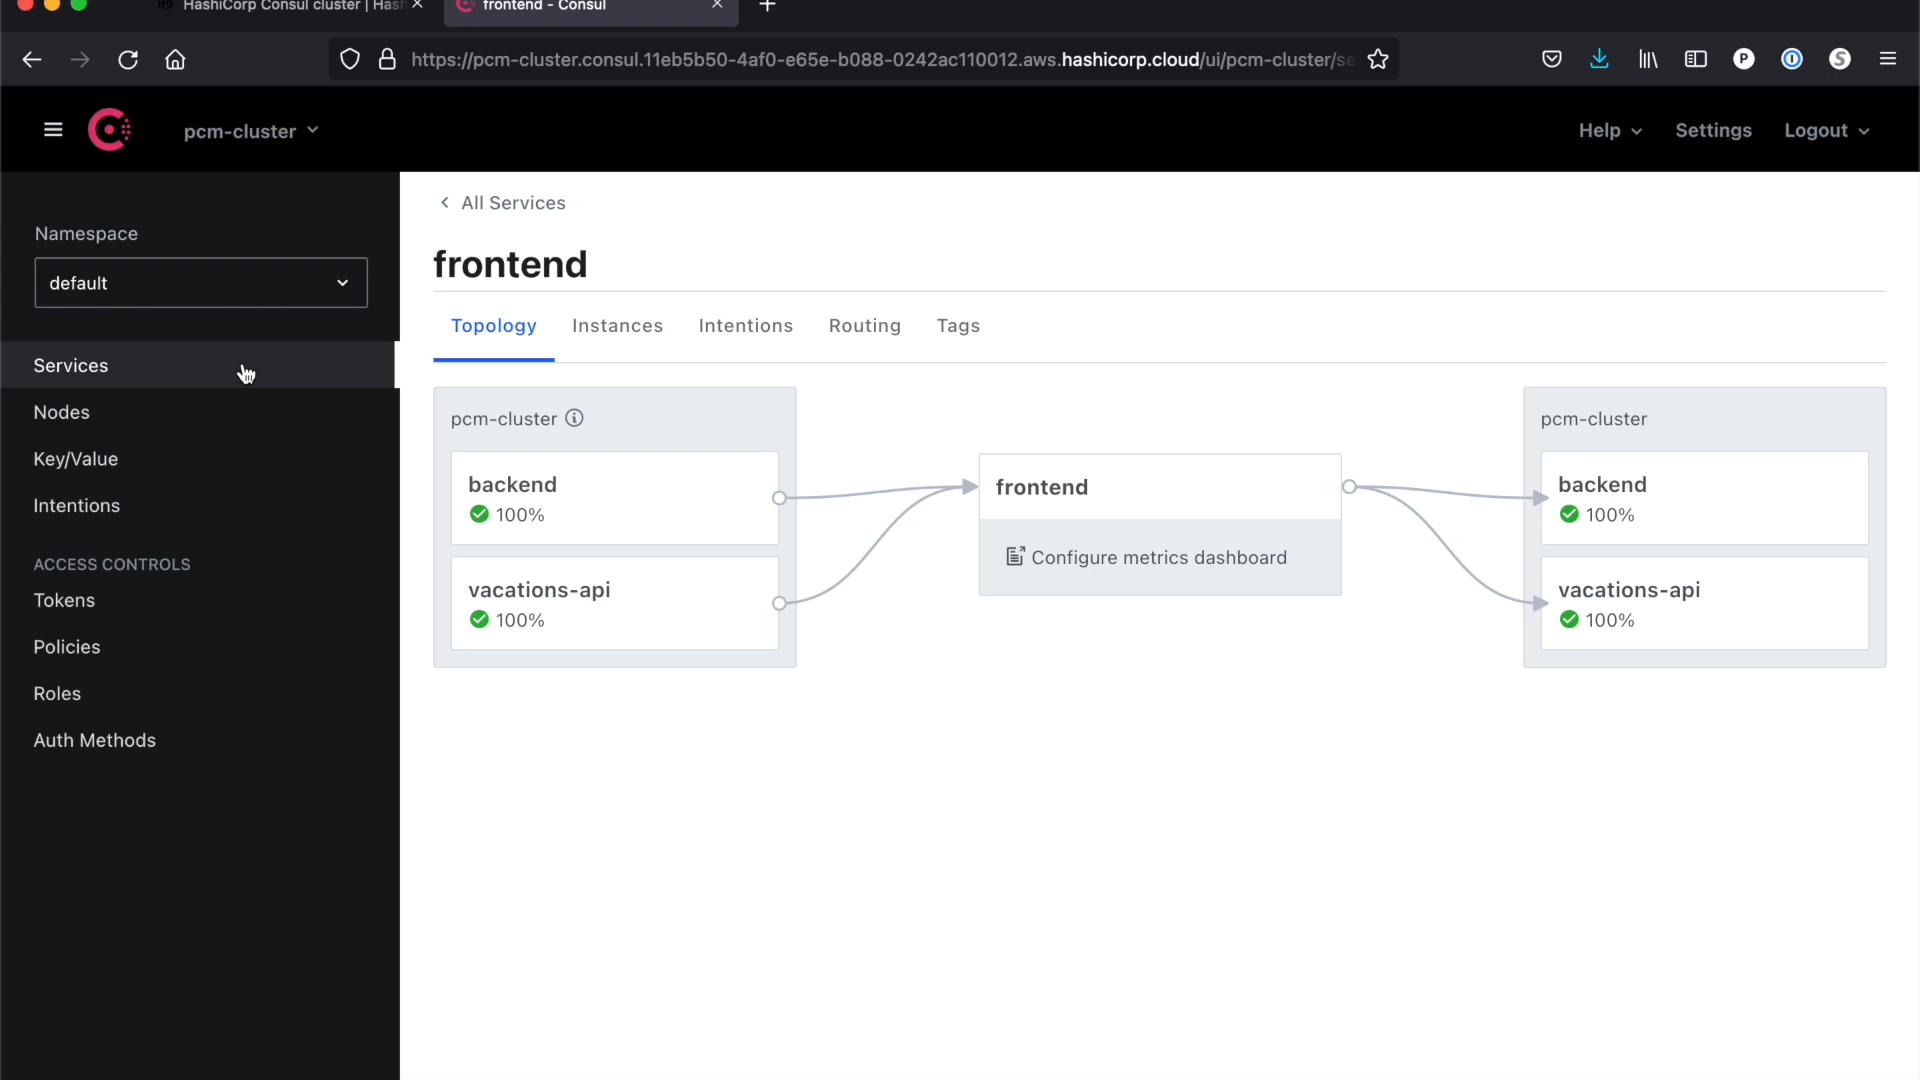 HashiCorp Consul cluster | Hash
frontend - Consul
https://pcm-cluster.consul.11eb5b50-4af0-e65e-b088-0242ac110012.aws.hashicorp.cloud/ui/pcm-cluster/se
P
S
pcm-cluster
Help
Settings
Logout
Namespace
default
Services
Nodes
Key/Value
Intentions
ACCESS CONTROLS
Tokens
Policies
Roles
Auth Methods
All Services
frontend
Topology
Instances
Intentions
Routing
Tags
pcm-cluster
backend
100%
vacations-api
100%
frontend
Configure metrics dashboard
pcm-cluster
backend
100%
vacations-api
100%